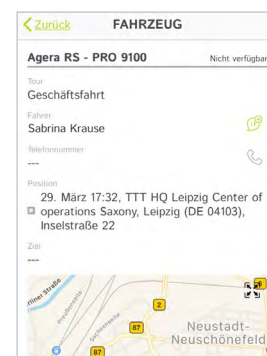 Zurück
FAHRZEUG
Agera RS - PRO 9100
Nicht verfügbar
Tour
Geschäftsfahrt
Fahrer
Sabrina Krause
Telefonnummer
---
Position
29. März 17:32, TTT HQ Leipzig Center of
operations Saxony, Leipzig (DE 04103),
Inselstraße 22
Ziel
---
2
87
87
Neustadt-
Neuschönefeld